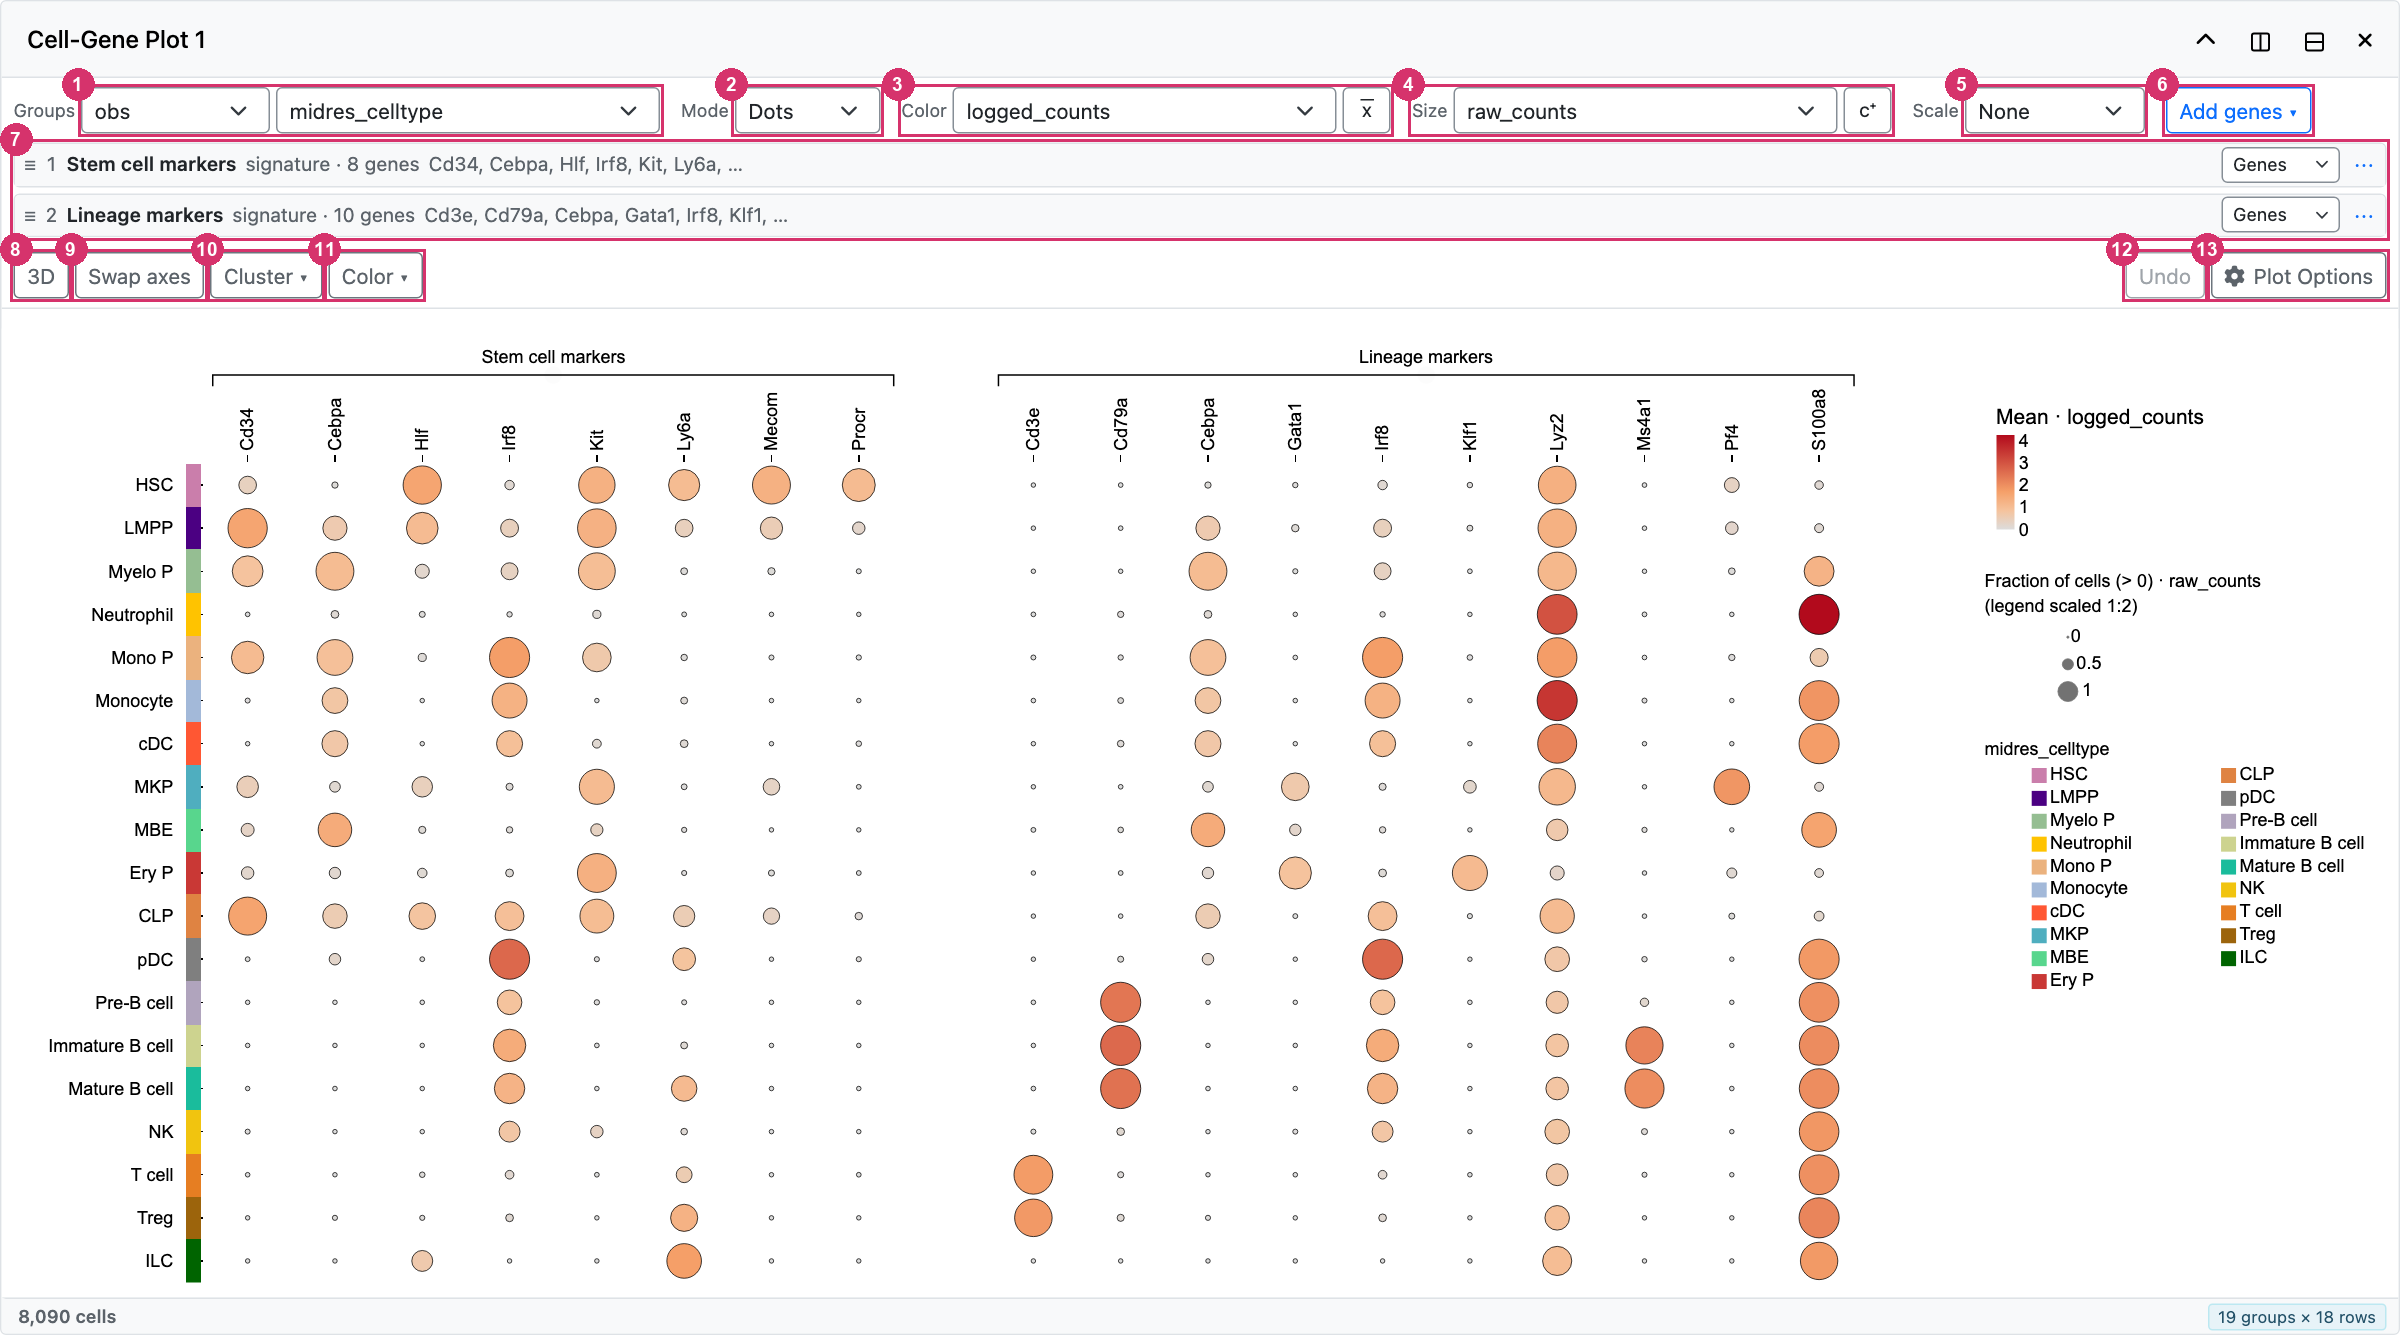 Cell-Gene Plot 1
1 2 3 4 5 6
Groups obs midres_celltype Mode Dots Color logged_counts x̄ Size raw_counts c⁺ Scale None Add genes ▾
7
≡ 1 Stem cell markers signature · 8 genes Cd34, Cebpa, Hlf, Irf8, Kit, Ly6a, ... Genes ...
≡ 2 Lineage markers signature · 10 genes Cd3e, Cd79a, Cebpa, Gata1, Irf8, Klf1, ... Genes ...
8 9 10 11 12 13
3D Swap axes Cluster ▾ Color ▾ Undo Plot Options
Stem cell markers Lineage markers
Cd34 Cebpa Hlf Irf8 Kit Ly6a Mecom Procr Cd3e Cd79a Cebpa Gata1 Irf8 Klf1 Lyz2 Ms4a1 Pf4 S100a8
HSC
LMPP
Myelo P
Neutrophil
Mono P
Monocyte
cDC
MKP
MBE
Ery P
CLP
pDC
Pre-B cell
Immature B cell
Mature B cell
NK
T cell
Treg
ILC
Mean · logged_counts
4
3
2
1
0
Fraction of cells (> 0) · raw_counts
(legend scaled 1:2)
0
0.5
1
midres_celltype
HSC CLP
LMPP pDC
Myelo P Pre-B cell
Neutrophil Immature B cell
Mono P Mature B cell
Monocyte NK
cDC T cell
MKP Treg
MBE ILC
Ery P
8,090 cells 19 groups × 18 rows